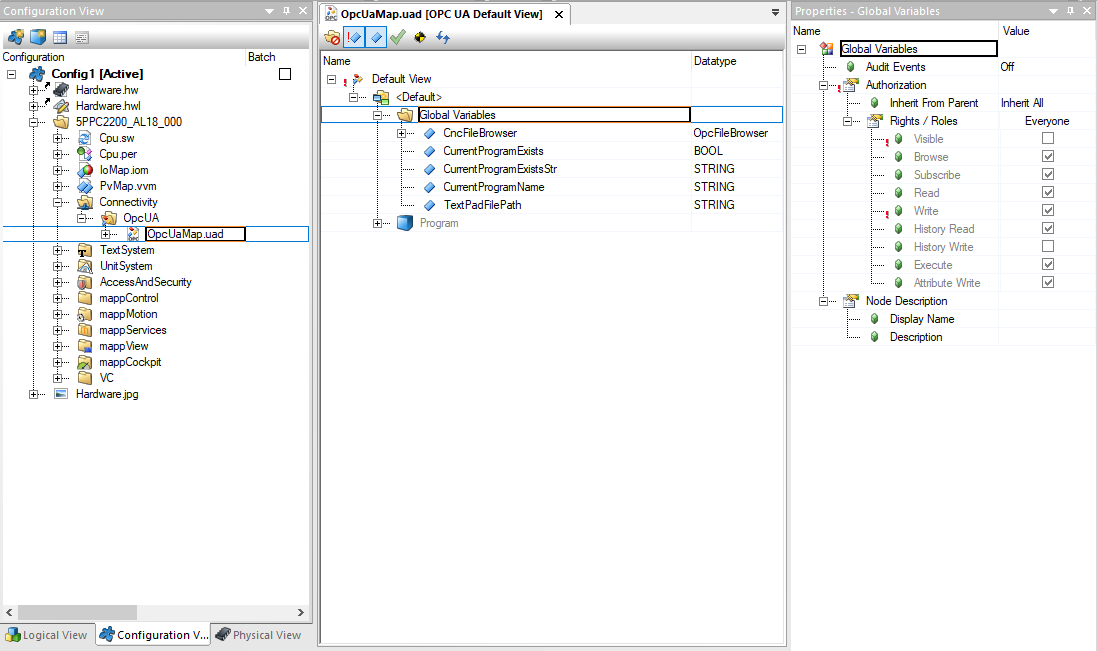 Configuration View
Configuration Batch
Config1 [Active]
Hardware.hw
Hardware.hwl
5PPC2200_AL18_000
Cpu.sw
Cpu.per
IoMap.iom
PvMap.vvm
Connectivity
OpcUA
OpcUaMap.uad
TextSystem
UnitSystem
AccessAndSecurity
mappControl
mappMotion
mappServices
mappView
mappCockpit
VC
Hardware.jpg
Logical View Configuration V... Physical View
OpcUaMap.uad [OPC UA Default View]
Name Datatype
Default View
<Default>
Global Variables
CncFileBrowser OpcFileBrowser
CurrentProgramExists BOOL
CurrentProgramExistsStr STRING
CurrentProgramName STRING
TextPadFilePath STRING
Program
Properties - Global Variables
Name Value
Global Variables
Audit Events Off
Authorization
Inherit From Parent Inherit All
Rights / Roles Everyone
Visible
Browse
Subscribe
Read
Write
History Read
History Write
Execute
Attribute Write
Node Description
Display Name
Description